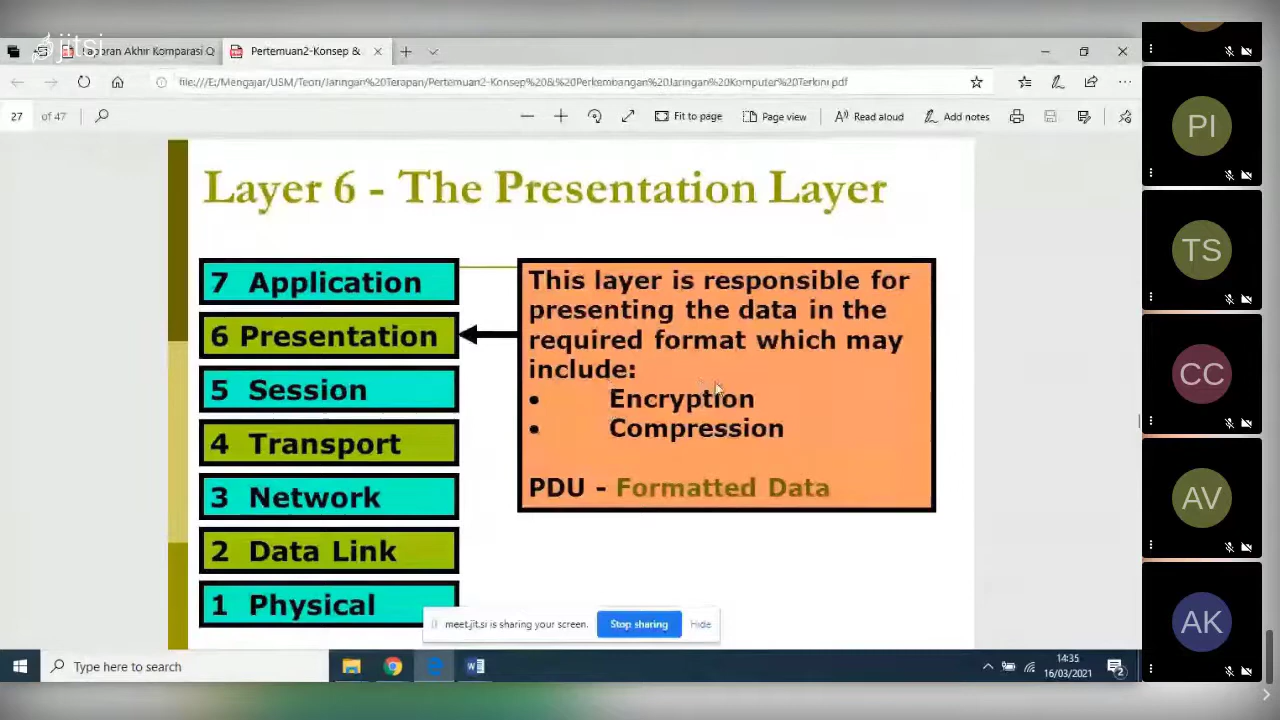 jitsi
aporan Akhir Komparasi Q
Pertemuan2-Konsep &
file:///E:/Mengajar/USM/Teori/Jaringan%20Terapan/Pertemuan2-Konsep%20&%20Perkembangan%20Jaringan%20Komputer%20Terkini.pdf
27 of 47
Fit to page
Page view
Read aloud
Add notes
Layer 6 - The Presentation Layer
7 Application
6 Presentation
5 Session
4 Transport
3 Network
2 Data Link
1 Physical
This layer is responsible for
presenting the data in the
required format which may
include:
• Encryption
• Compression
PDU - Formatted Data
meet.jit.si is sharing your screen.
Stop sharing
Hide
Type here to search
14:35
16/03/2021
2
PI
TS
CC
AV
AK